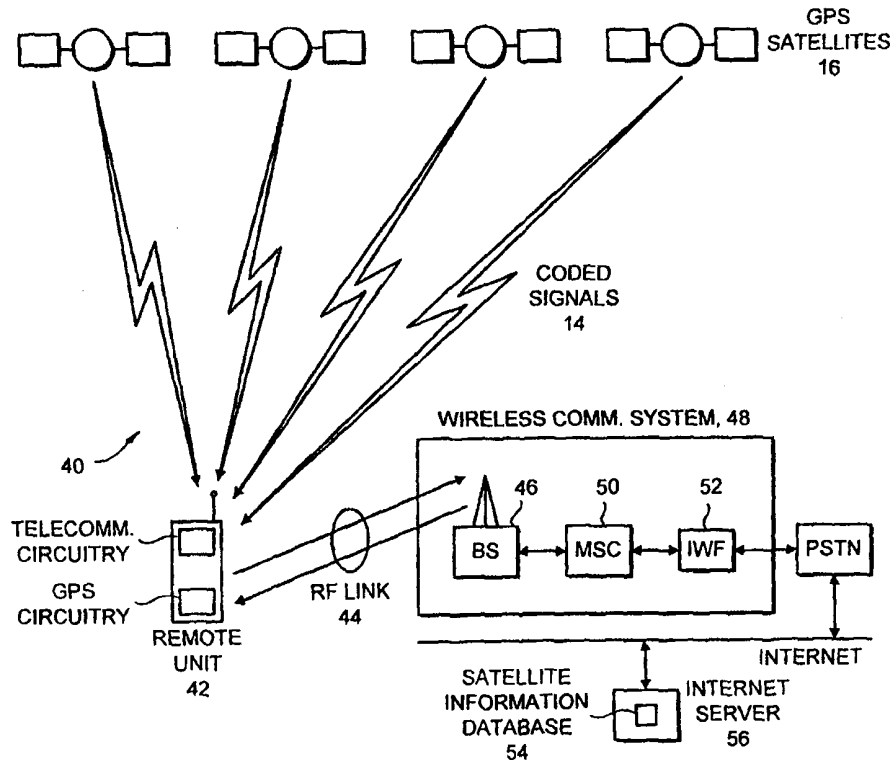 GPS
SATELLITES
16
CODED
SIGNALS
14
WIRELESS COMM. SYSTEM, 48
40
46
50
52
TELECOMM.
CIRCUITRY
BS
MSC
IWF
PSTN
GPS
CIRCUITRY
RF LINK
44
REMOTE
UNIT
42
INTERNET
SATELLITE
INFORMATION
DATABASE
54
INTERNET
SERVER
56